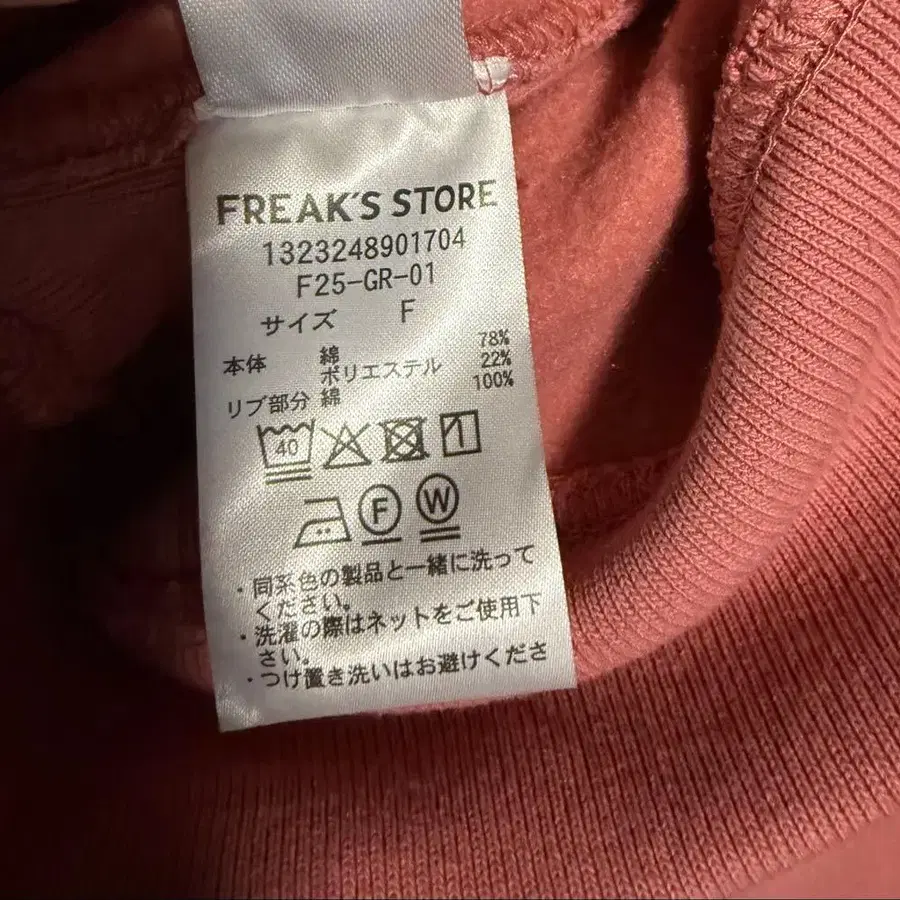 FREAK'S STORE
1323248901704
F25-GR-01
サイズ F
本体 綿 78%
ポリエステル 22%
リブ部分 綿 100%
40
F W
・同系色の製品と一緒に洗って
ください。
・洗濯の際はネットをご使用下
さい。
・つけ置き洗いはお避けくださ